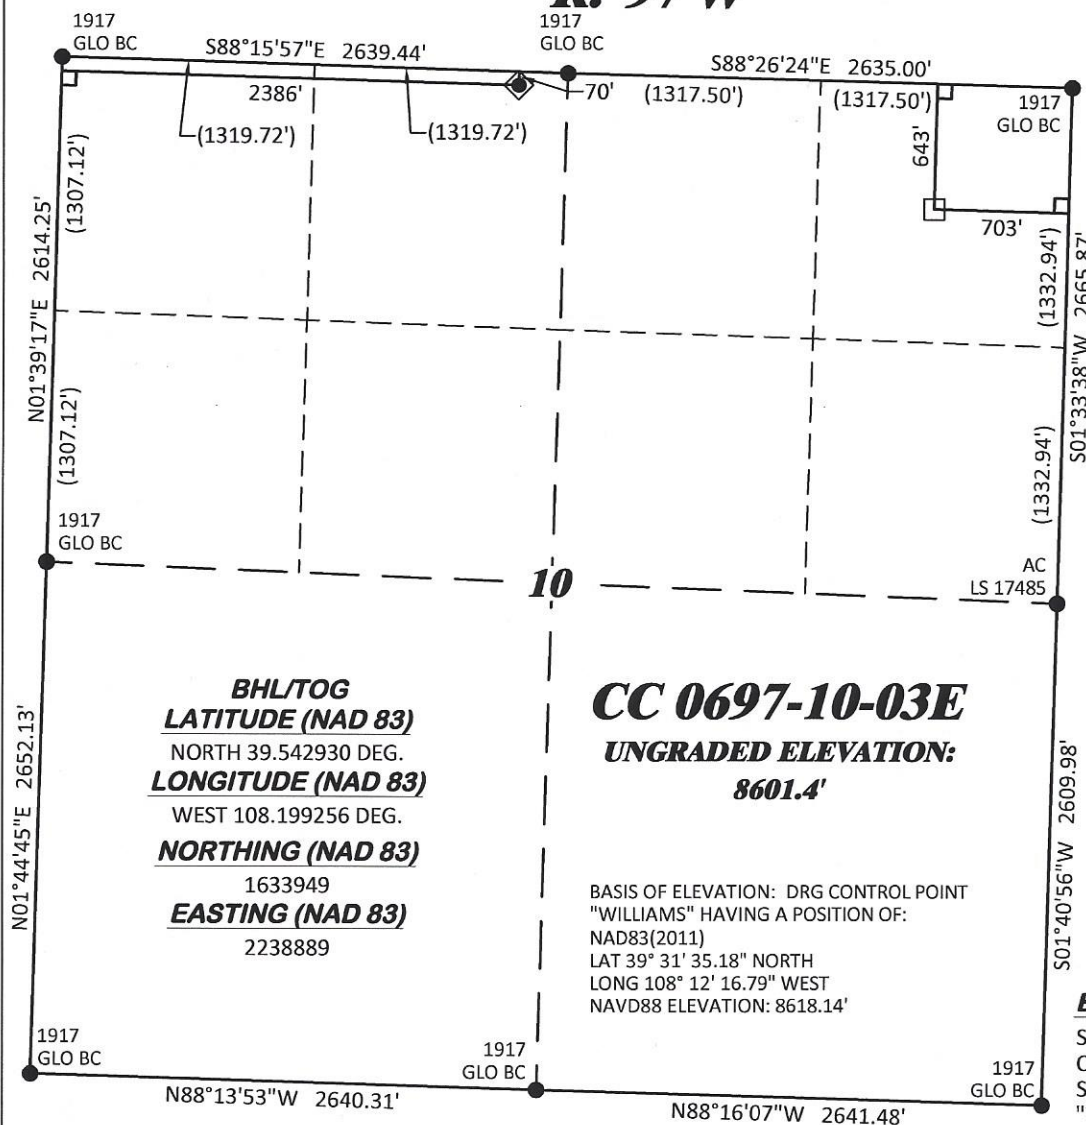 R. 97 W
1917
GLO BC
S88°15'57"E 2639.44'
1917
GLO BC
S88°26'24"E 2635.00'
1917
GLO BC
2386'
70'
(1317.50')
(1317.50')
(1319.72')
(1319.72')
643'
703'
(1307.12')
N01°39'17"E 2614.25'
(1307.12')
(1332.94')
S01°33'38"W 2665.87'
(1332.94')
1917
GLO BC
10
AC
LS 17485
BHL/TOG
LATITUDE (NAD 83)
NORTH 39.542930 DEG.
LONGITUDE (NAD 83)
WEST 108.199256 DEG.
NORTHING (NAD 83)
1633949
EASTING (NAD 83)
2238889
CC 0697-10-03E
UNGRADED ELEVATION:
8601.4'
BASIS OF ELEVATION: DRG CONTROL POINT
"WILLIAMS" HAVING A POSITION OF:
NAD83(2011)
LAT 39° 31' 35.18" NORTH
LONG 108° 12' 16.79" WEST
NAVD88 ELEVATION: 8618.14'
N01°44'45"E 2652.13'
S01°40'56"W 2609.98'
1917
GLO BC
1917
GLO BC
1917
GLO BC
N88°13'53"W 2640.31'
N88°16'07"W 2641.48'